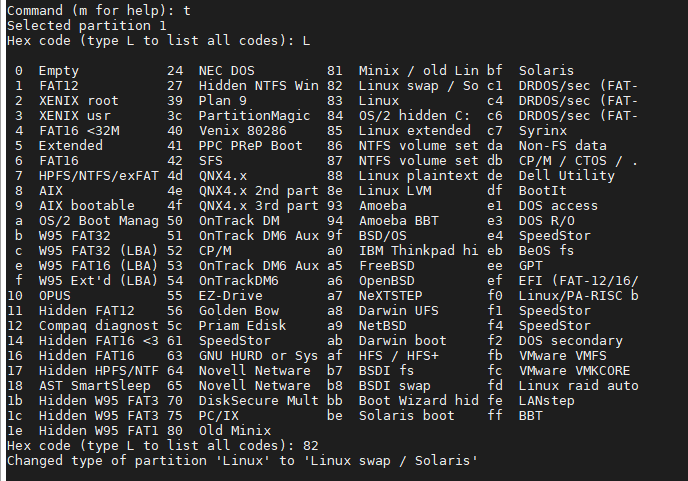 Command (m for help): t
Selected partition 1
Hex code (type L to list all codes): L
 0  Empty           24  NEC DOS         81  Minix / old Lin bf  Solaris
 1  FAT12           27  Hidden NTFS Win 82  Linux swap / So c1  DRDOS/sec (FAT-
 2  XENIX root      39  Plan 9          83  Linux           c4  DRDOS/sec (FAT-
 3  XENIX usr       3c  PartitionMagic  84  OS/2 hidden C:  c6  DRDOS/sec (FAT-
 4  FAT16 <32M      40  Venix 80286     85  Linux extended  c7  Syrinx
 5  Extended        41  PPC PReP Boot   86  NTFS volume set da  Non-FS data
 6  FAT16           42  SFS             87  NTFS volume set db  CP/M / CTOS / .
 7  HPFS/NTFS/exFAT 4d  QNX4.x          88  Linux plaintext de  Dell Utility
 8  AIX             4e  QNX4.x 2nd part 8e  Linux LVM       df  BootIt
 9  AIX bootable    4f  QNX4.x 3rd part 93  Amoeba          e1  DOS access
 a  OS/2 Boot Manag 50  OnTrack DM      94  Amoeba BBT      e3  DOS R/O
 b  W95 FAT32       51  OnTrack DM6 Aux 9f  BSD/OS          e4  SpeedStor
 c  W95 FAT32 (LBA) 52  CP/M            a0  IBM Thinkpad hi eb  BeOS fs
 e  W95 FAT16 (LBA) 53  OnTrack DM6 Aux a5  FreeBSD         ee  GPT
 f  W95 Ext'd (LBA) 54  OnTrackDM6      a6  OpenBSD         ef  EFI (FAT-12/16/
10  OPUS            55  EZ-Drive        a7  NeXTSTEP        f0  Linux/PA-RISC b
11  Hidden FAT12    56  Golden Bow      a8  Darwin UFS      f1  SpeedStor
12  Compaq diagnost 5c  Priam Edisk     a9  NetBSD          f4  SpeedStor
14  Hidden FAT16 <3 61  SpeedStor       ab  Darwin boot     f2  DOS secondary
16  Hidden FAT16    63  GNU HURD or Sys af  HFS / HFS+      fb  VMware VMFS
17  Hidden HPFS/NTF 64  Novell Netware  b7  BSDI fs         fc  VMware VMKCORE
18  AST SmartSleep  65  Novell Netware  b8  BSDI swap       fd  Linux raid auto
1b  Hidden W95 FAT3 70  DiskSecure Mult bb  Boot Wizard hid fe  LANstep
1c  Hidden W95 FAT3 75  PC/IX           be  Solaris boot    ff  BBT
1e  Hidden W95 FAT1 80  Old Minix
Hex code (type L to list all codes): 82
Changed type of partition 'Linux' to 'Linux swap / Solaris'